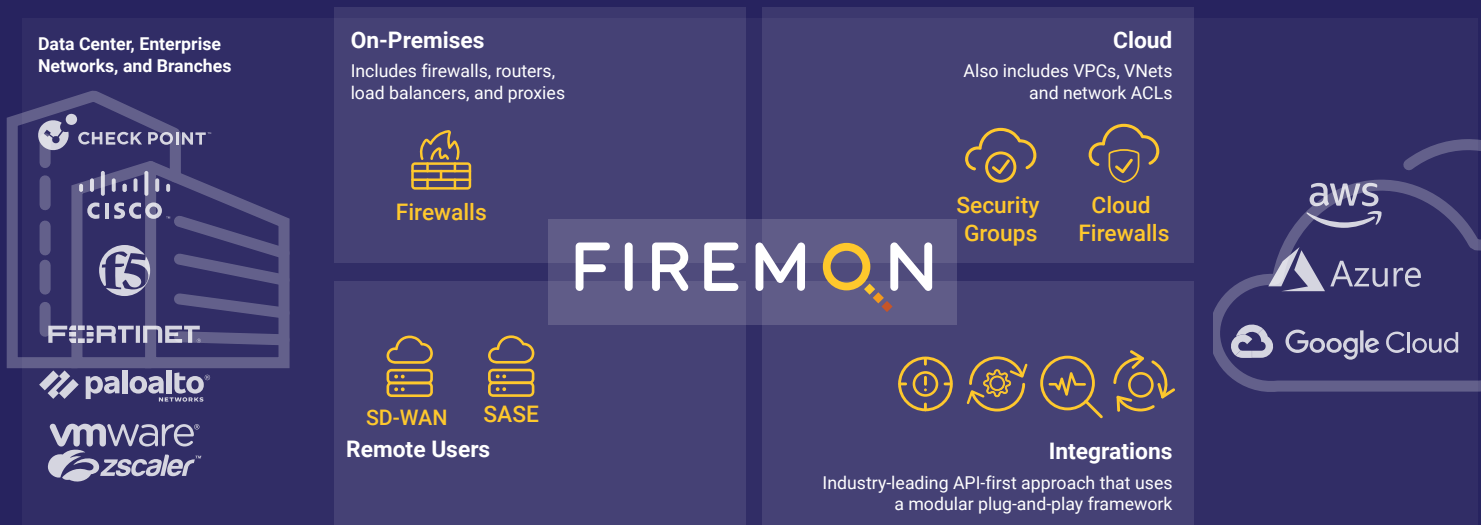 Data Center, Enterprise
Networks, and Branches
CHECK POINT™
CISCO™
f5
FORTINET®
paloalto®
NETWORKS
vmware®
zscaler™
On-Premises
Includes firewalls, routers,
load balancers, and proxies
Firewalls
Cloud
Also includes VPCs, VNets
and network ACLs
Security
Groups
Cloud
Firewalls
FIREMON
SD-WAN
SASE
Remote Users
Integrations
Industry-leading API-first approach that uses
a modular plug-and-play framework
aws
Azure
Google Cloud